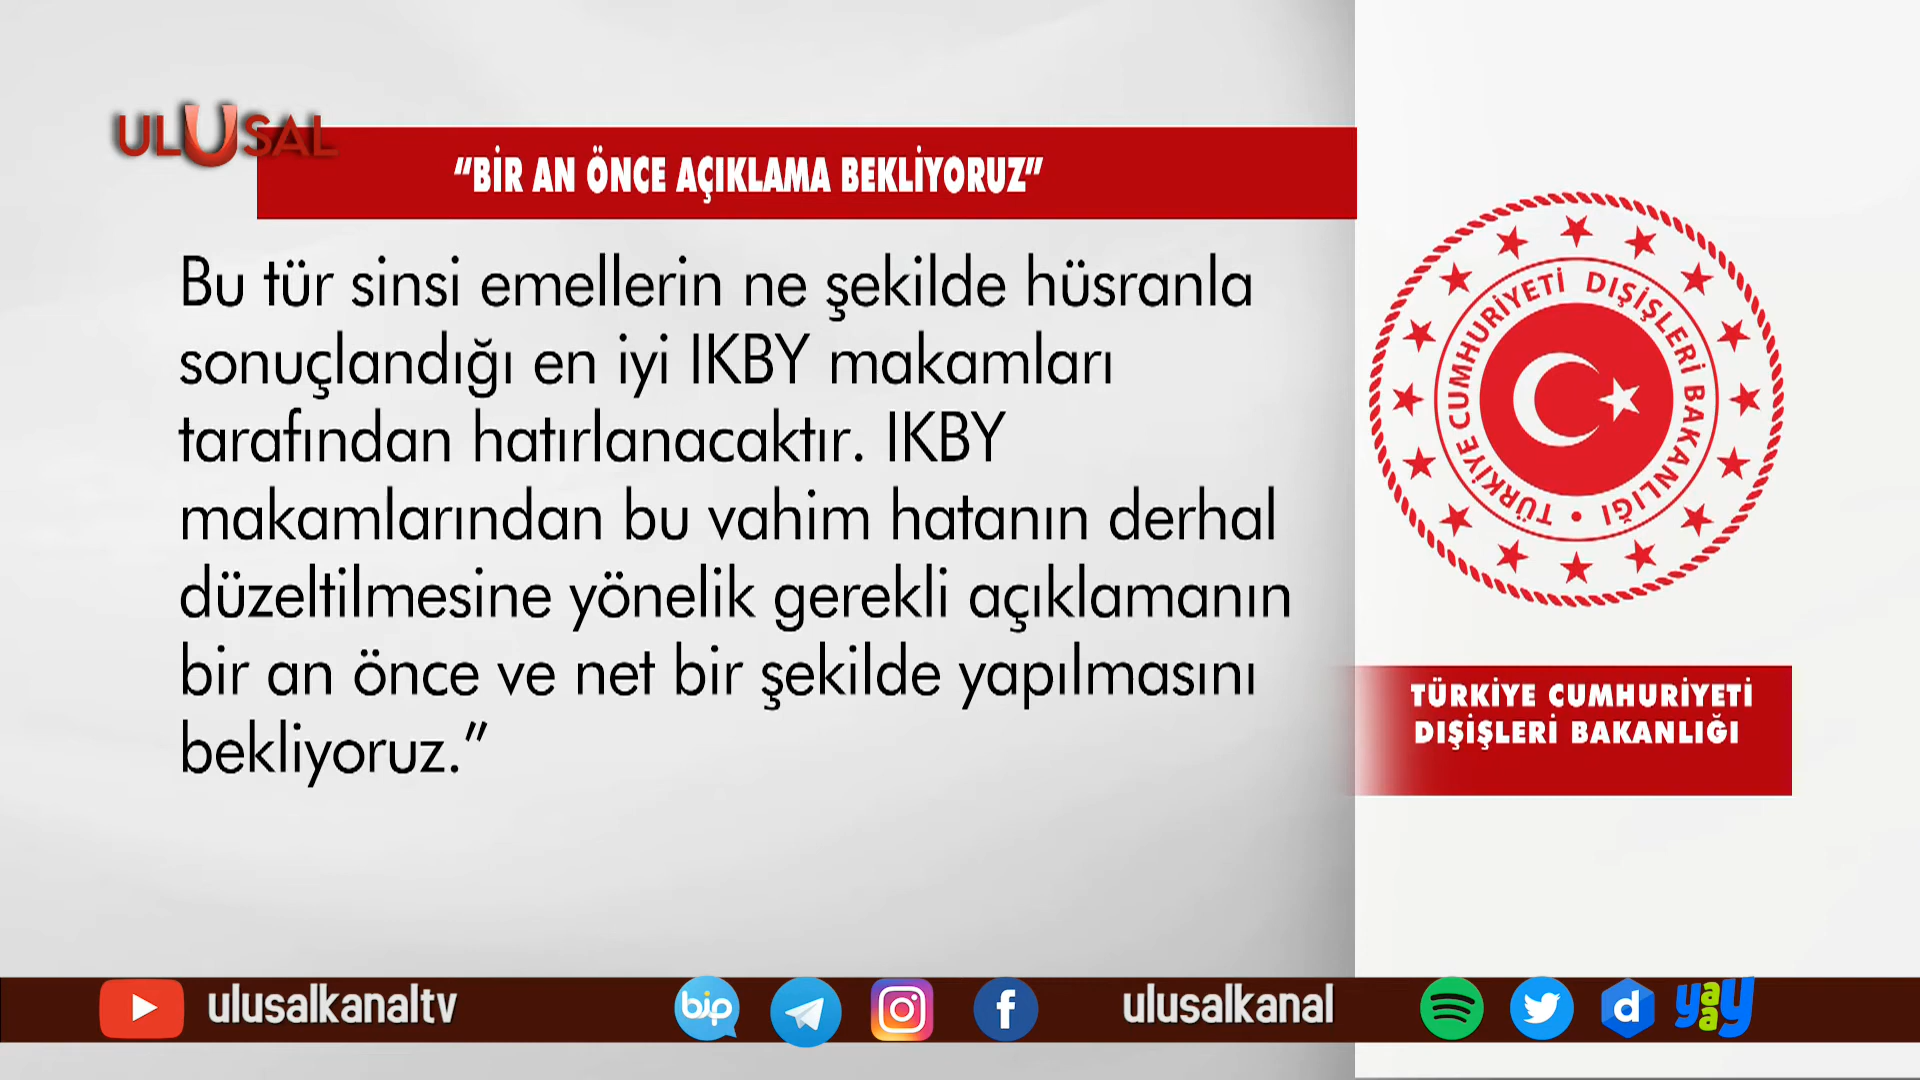 ULUSAL
“BİR AN ÖNCE AÇIKLAMA BEKLİYORUZ”
Bu tür sinsi emellerin ne şekilde hüsranla
sonuçlandığı en iyi IKBY makamları
tarafından hatırlanacaktır. IKBY
makamlarından bu vahim hatanın derhal
düzeltilmesine yönelik gerekli açıklamanın
bir an önce ve net bir şekilde yapılmasını
bekliyoruz.”
TÜRKİYE CUMHURİYETİ DIŞİŞLERİ BAKANLIĞI •
TÜRKİYE CUMHURİYETİ
DIŞİŞLERİ BAKANLIĞI
ulusalkanaltv
bip
f
ulusalkanal
d
yaay